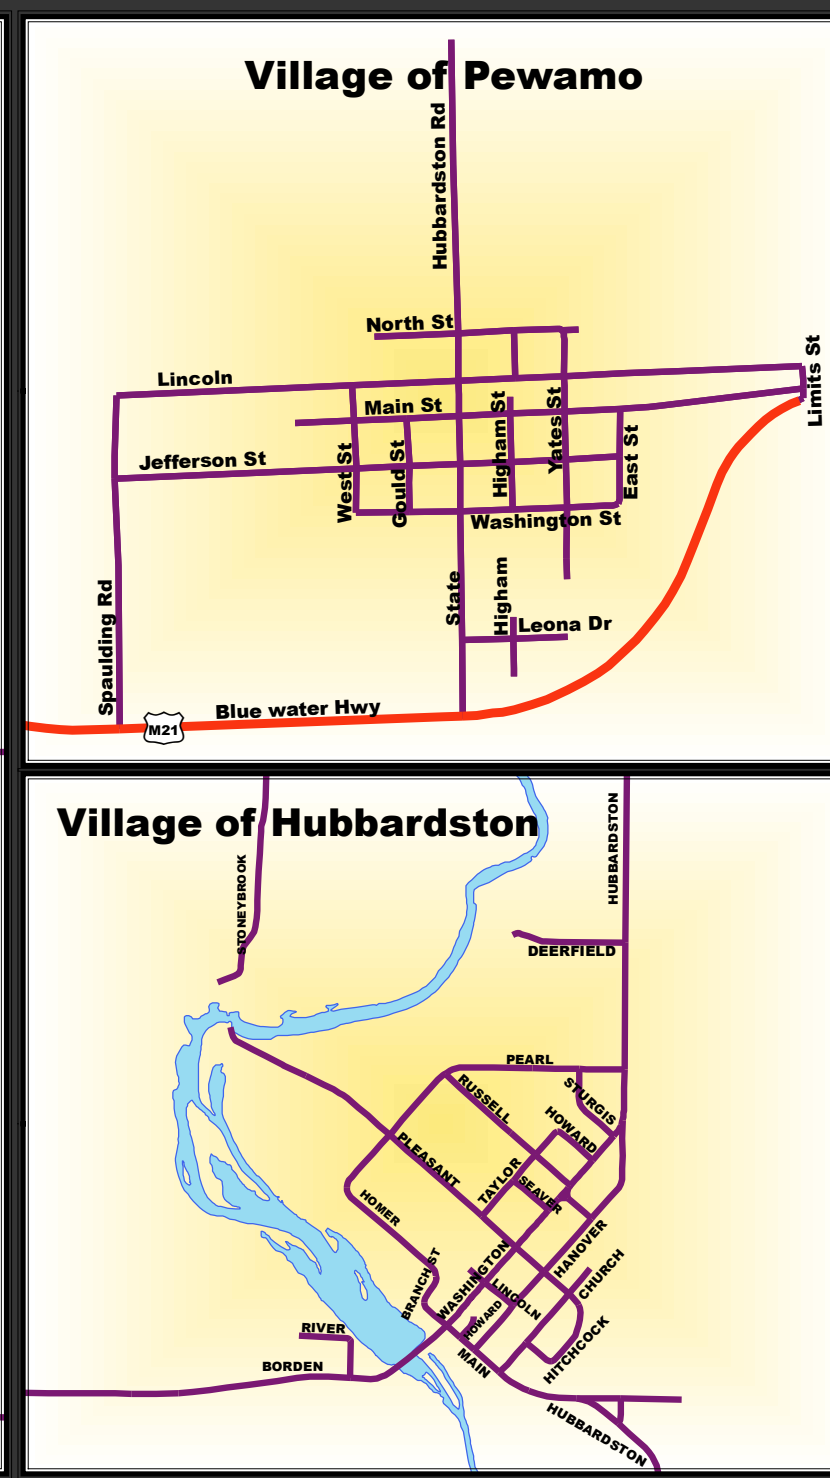 Village of Pewamo
Hubbardston Rd
North St
Lincoln
Limits St
Main St
Higham St
Yates St
West St
Gould St
East St
Jefferson St
Washington St
State
Higham
Leona Dr
Spaulding Rd
Blue water Hwy
M21
Village of Hubbardston
HUBBARDSTON
STONEYBROOK
DEERFIELD
PEARL
RUSSELL
STURGIS
HOWARD
PLEASANT
TAYLOR
SEAVER
HOMER
HANOVER
BRANCH ST
WASHINGTON
CHURCH
LINCOLN
HOWARD
RIVER
HITCHCOCK
MAIN
BORDEN
HUBBARDSTON